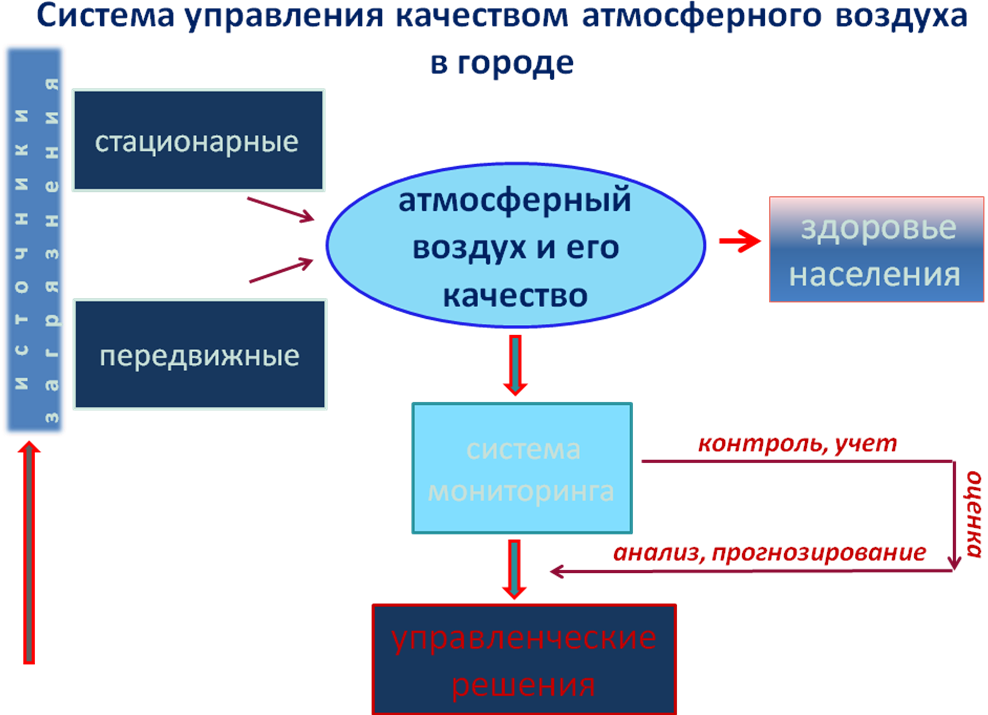 Система управления качеством атмосферного воздуха
в городе
источники
загрязнения
стационарные
передвижные
атмосферный
воздух и его
качество
здоровье
населения
система
мониторинга
контроль, учет
оценка
анализ, прогнозирование
управленческие
решения